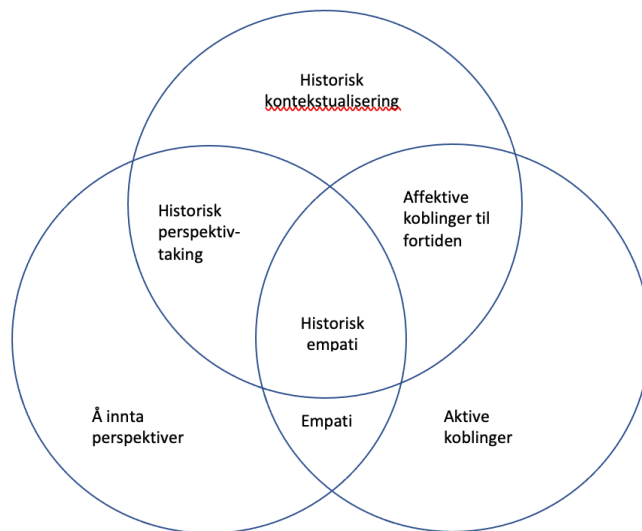 Historisk
kontekstualisering
Historisk
perspektiv-
taking
Affektive
koblinger til
fortiden
Historisk
empati
Å innta
perspektiver
Empati
Aktive
koblinger